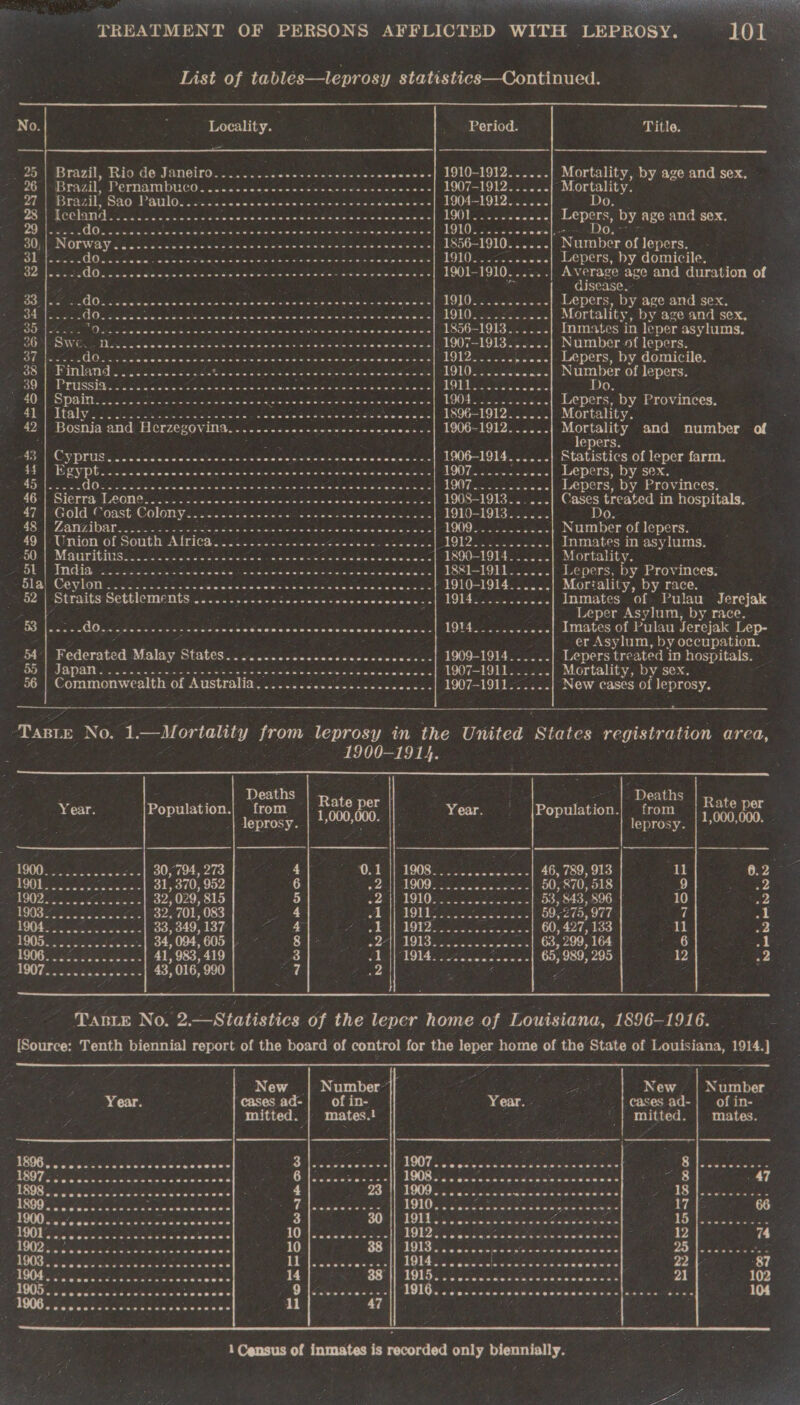 TREATMENT OF PERSONS AFFLICTED WITH LEPROSY. 101
List of tables—leprosy statistics—Continued.
No. Locality. Period. Title.
25 Brazil, Rio de Janeiro 1910–1912 Mortality, by age and sex.
26 Brazil, Pernambuco 1907–1912 Mortality.
27 Brazil, Sao Paulo 1904–1912 Do.
28 Iceland 1901 Lepers, by age and sex.
29 do 1910 Do.
30 Norway 1856–1910 Number of lepers.
31 do 1910 Lepers, by domicile.
32 do 1901–1910 Average age and duration of
disease.
33 do 1910 Lepers, by age and sex.
34 do 1910 Mortality, by age and sex.
35 1856–1913 Inmates in leper asylums.
36 1907–1913 Number of lepers.
37 do 1912 Lepers, by domicile.
38 Finland 1910 Number of lepers.
39 Prussia 1911 Do.
40 Spain 1904 Lepers, by Provinces.
41 Italy 1896–1912 Mortality.
42 Bosnia and Herzegovina 1906–1912 Mortality and number of
lepers.
43 Cyprus 1906–1914 Statistics of leper farm.
44 Egypt 1907 Lepers, by sex.
45 do 1907 Lepers, by Provinces.
46 Sierra Leone 1908–1913 Cases treated in hospitals.
47 Gold Coast Colony 1910–1913 Do.
48 Zanzibar 1909 Number of lepers.
49 Union of South Africa 1912 Inmates in asylums.
50 Mauritius 1890–1914 Mortality.
51 India 1881–1911 Lepers, by Provinces.
51a Ceylon 1910–1914 Mortality, by race.
52 Straits Settlements 1914 Inmates of Pulau Jerejak
Leper Asylum, by race.
53 do 1914 Imates of Pulau Jerejak Lep-
er Asylum, by occupation.
54 Federated Malay States 1909–1914 Lepers treated in hospitals.
55 Japan 1907–1911 Mortality, by sex.
56 Commonwealth of Australia 1907–1911 New cases of leprosy.
TABLE No. 1.—Mortality from leprosy in the United States registration area,
1900–1914.
Year. Population. Deaths from leprosy. Rate per 1,000,000. Year. Population. Deaths from leprosy. Rate per 1,000,000.
1900 30,794,273 4 0.1 1908 46,789,913 11 0.2
1901 31,370,952 6 .2 1909 50,870,518 9 .2
1902 32,029,815 5 .2 1910 53,843,896 10 .2
1903 32,701,083 4 .1 1911 59,275,977 7 .1
1904 33,349,137 4 .1 1912 60,427,133 11 .2
1905 34,094,605 8 .2 1913 63,299,164 6 .1
1906 41,983,419 3 .1 1914 65,989,295 12 .2
1907 43,016,990 7 .2
TABLE No. 2.—Statistics of the leper home of Louisiana, 1896–1916.
[Source: Tenth biennial report of the board of control for the leper home of the State of Louisiana, 1914.]
Year. New cases ad-mitted. Number of in-mates.¹ Year. New cases ad-mitted. Number of in-mates.
1896 3 1907 8
1897 6 1908 8 47
1898 4 23 1909 18
1899 7 1910 17 66
1900 3 30 1911 15
1901 10 1912 12 74
1902 10 38 1913 25
1903 11 1914 22 87
1904 14 38 1915 21 102
1905 9 1916 104
1906 11 47
¹ Census of inmates is recorded only biennially.